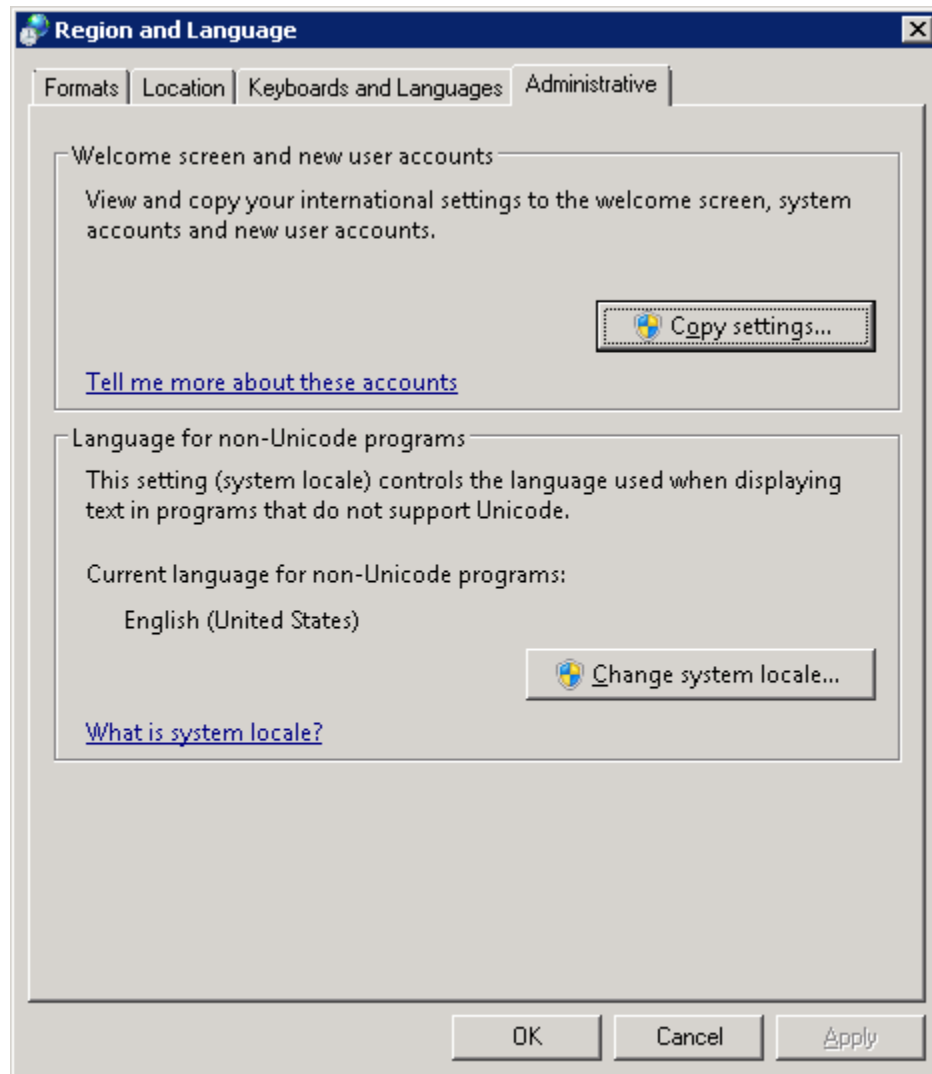 Region and Language
Formats Location Keyboards and Languages Administrative
Welcome screen and new user accounts
View and copy your international settings to the welcome screen, system
accounts and new user accounts.
Copy settings...
Tell me more about these accounts
Language for non-Unicode programs
This setting (system locale) controls the language used when displaying
text in programs that do not support Unicode.
Current language for non-Unicode programs:
English (United States)
Change system locale...
What is system locale?
OK Cancel Apply